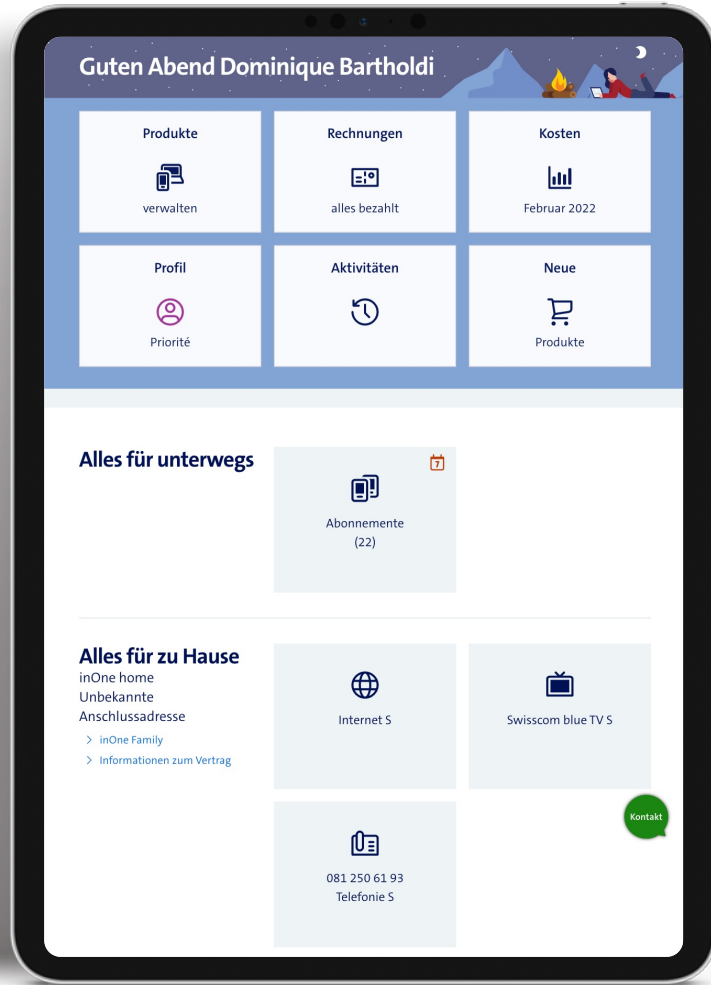 Guten Abend Dominique Bartholdi
Produkte
verwalten
Rechnungen
alles bezahlt
Kosten
Februar 2022
Profil
Priorité
Aktivitäten
Neue
Produkte
Alles für unterwegs
7
Abonnemente
(22)
Alles für zu Hause
inOne home
Unbekannte
Anschlussadresse
> inOne Family
> Informationen zum Vertrag
Internet S
Swisscom blue TV S
Kontakt
081 250 61 93
Telefonie S